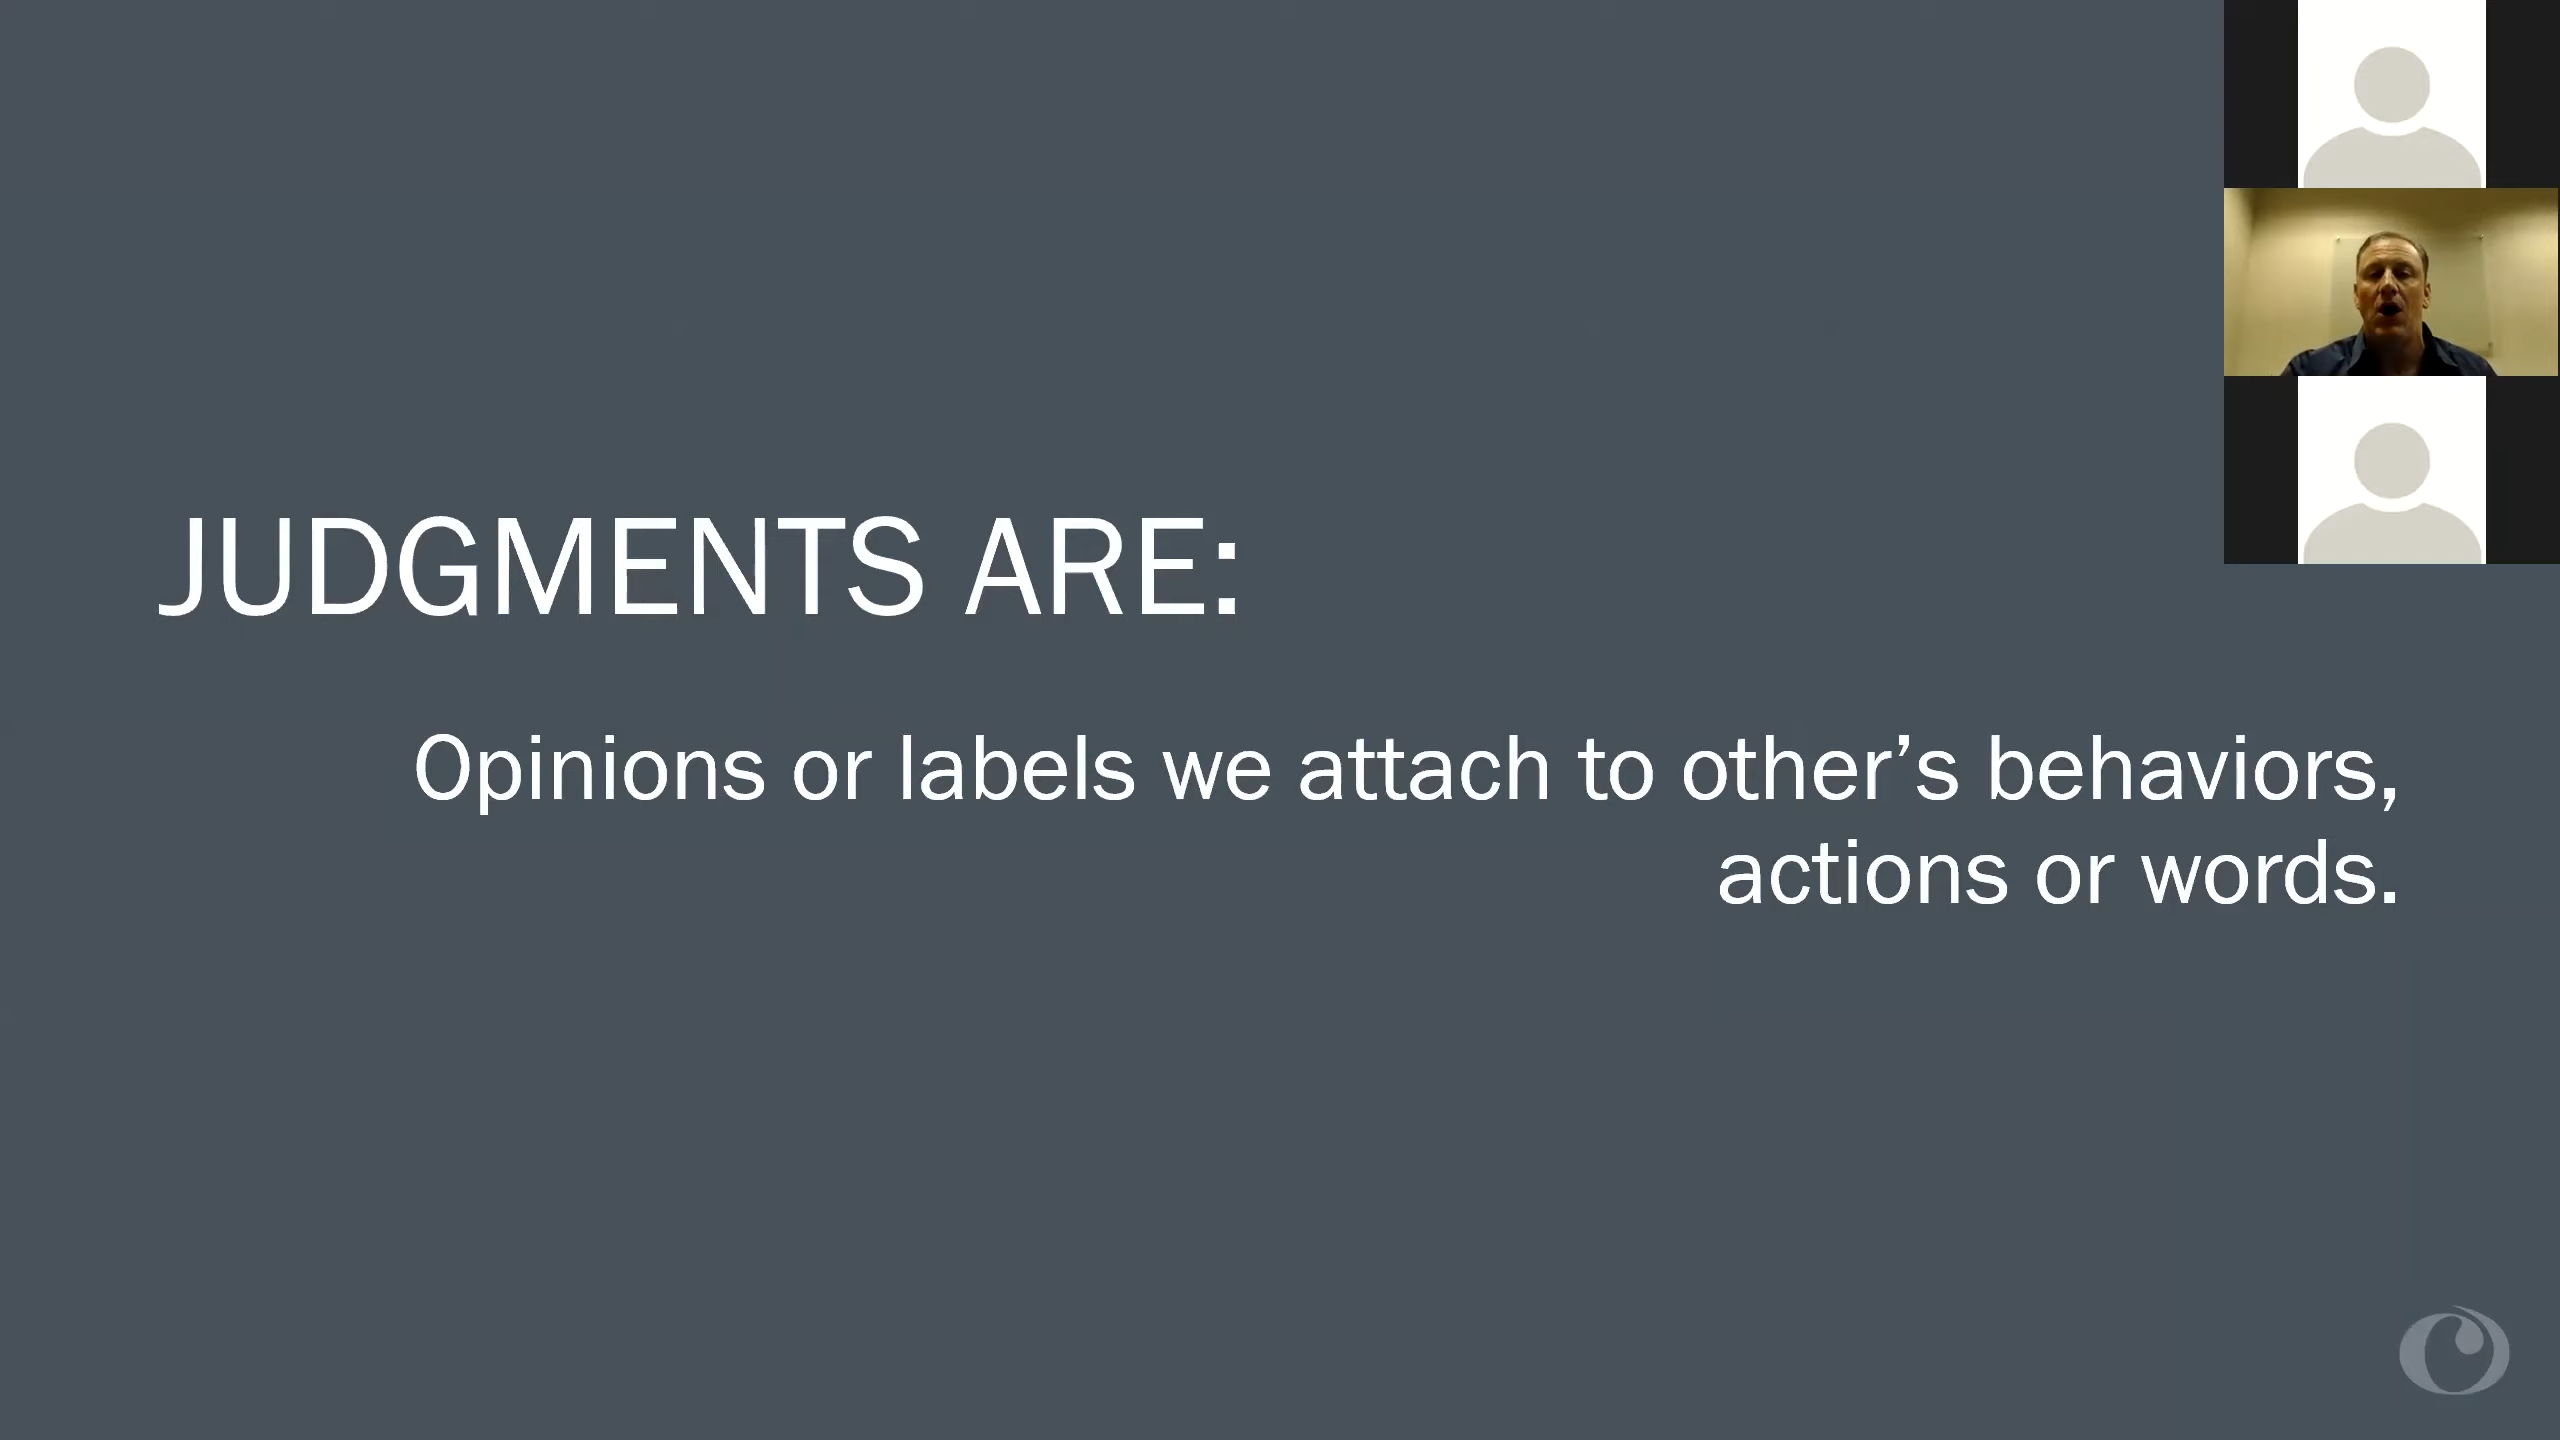 JUDGMENTS ARE:
Opinions or labels we attach to other’s behaviors,
actions or words.